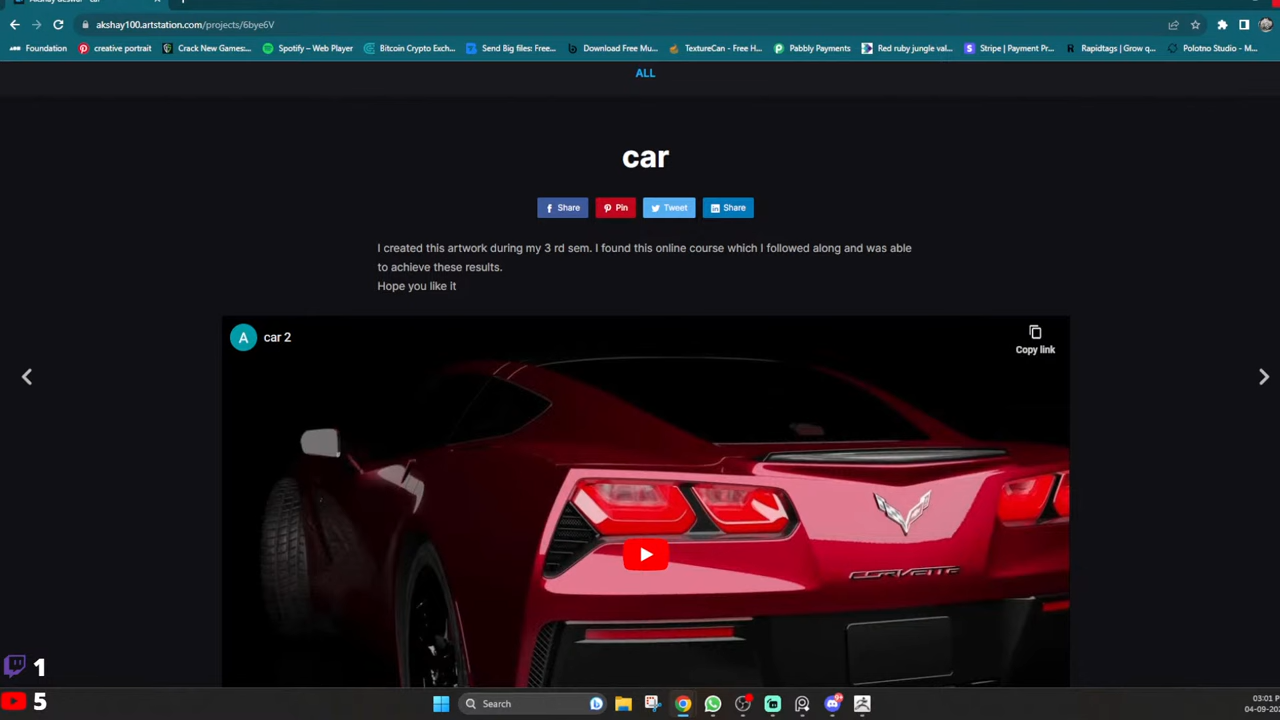 akshay100.artstation.com/projects/6bye6V
Foundation
creative portrait
Crack New Games:...
Spotify – Web Player
Bitcoin Crypto Exch...
Send Big files: Free...
Download Free Mu...
TextureCan - Free H...
Pabbly Payments
Red ruby jungle val...
Stripe | Payment Pr...
Rapidtags | Grow q...
Polotno Studio - M...
ALL
car
Share
Pin
Tweet
Share
I created this artwork during my 3 rd sem. I found this online course which I followed along and was able
to achieve these results.
Hope you like it
A
car 2
Copy link
CORVETTE
1
5
Search
03:01 P
04-09-20